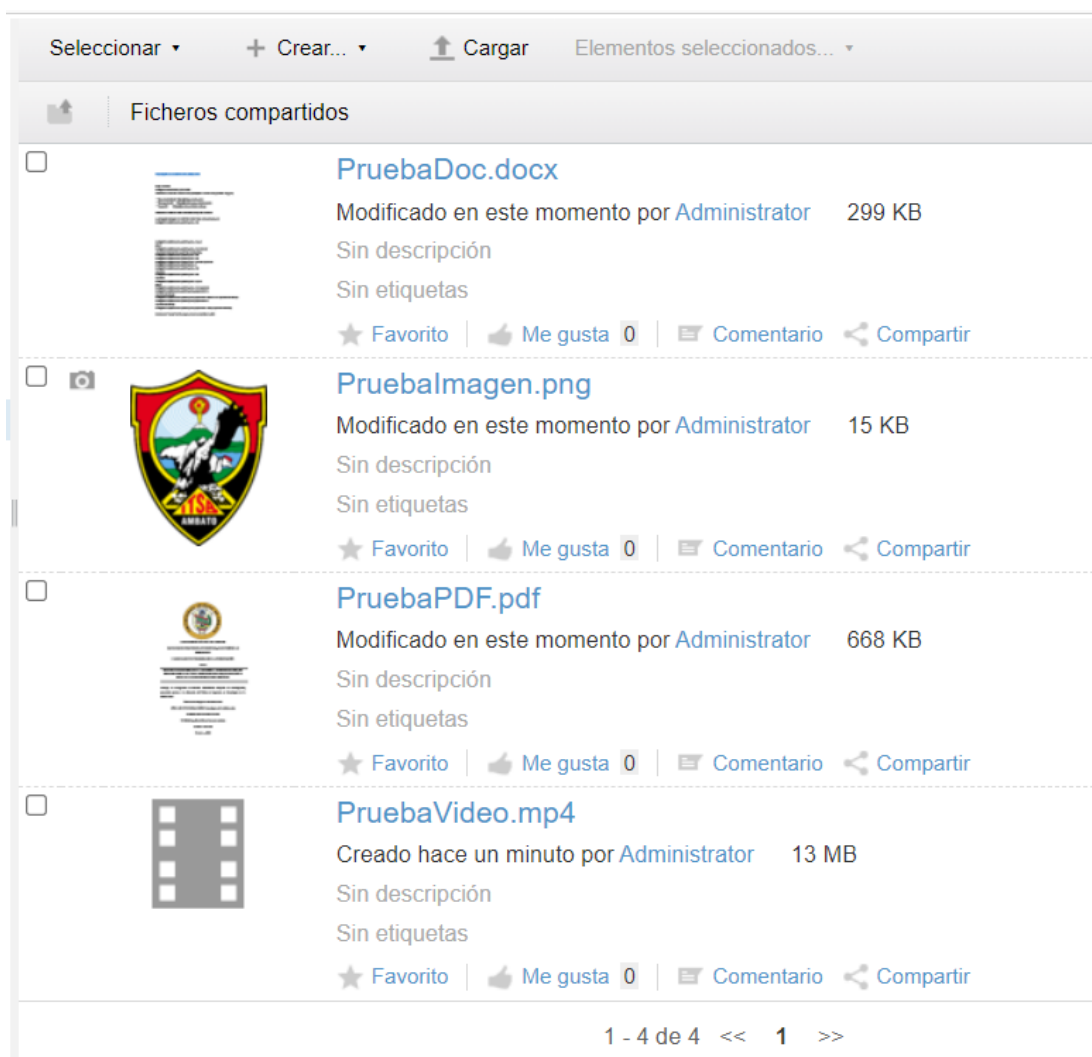 Seleccionar
Crear...
Cargar
Elementos seleccionados...
Ficheros compartidos
PruebaDoc.docx
Modificado en este momento por Administrator 299 KB
Sin descripción
Sin etiquetas
Favorito Me gusta 0 Comentario Compartir
PruebaImagen.png
Modificado en este momento por Administrator 15 KB
Sin descripción
Sin etiquetas
ITSA
AMBATO
Favorito Me gusta 0 Comentario Compartir
PruebaPDF.pdf
Modificado en este momento por Administrator 668 KB
Sin descripción
Sin etiquetas
Favorito Me gusta 0 Comentario Compartir
PruebaVideo.mp4
Creado hace un minuto por Administrator 13 MB
Sin descripción
Sin etiquetas
Favorito Me gusta 0 Comentario Compartir
1 - 4 de 4 << 1 >>